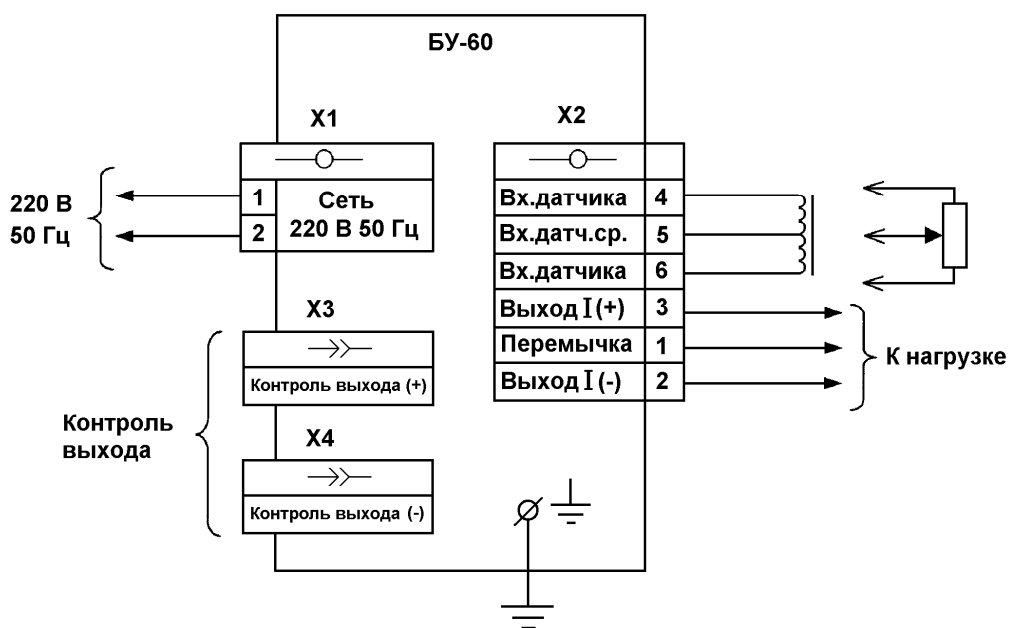 БУ-60
X1
220 В
50 Гц
1
2
Сеть
220 В 50 Гц
X2
Вх.датчика 4
Вх.датч.ср. 5
Вх.датчика 6
Выход I (+) 3
Перемычка 1
Выход I (-) 2
К нагрузке
X3
Контроль выхода (+)
Контроль
выхода
X4
Контроль выхода (-)